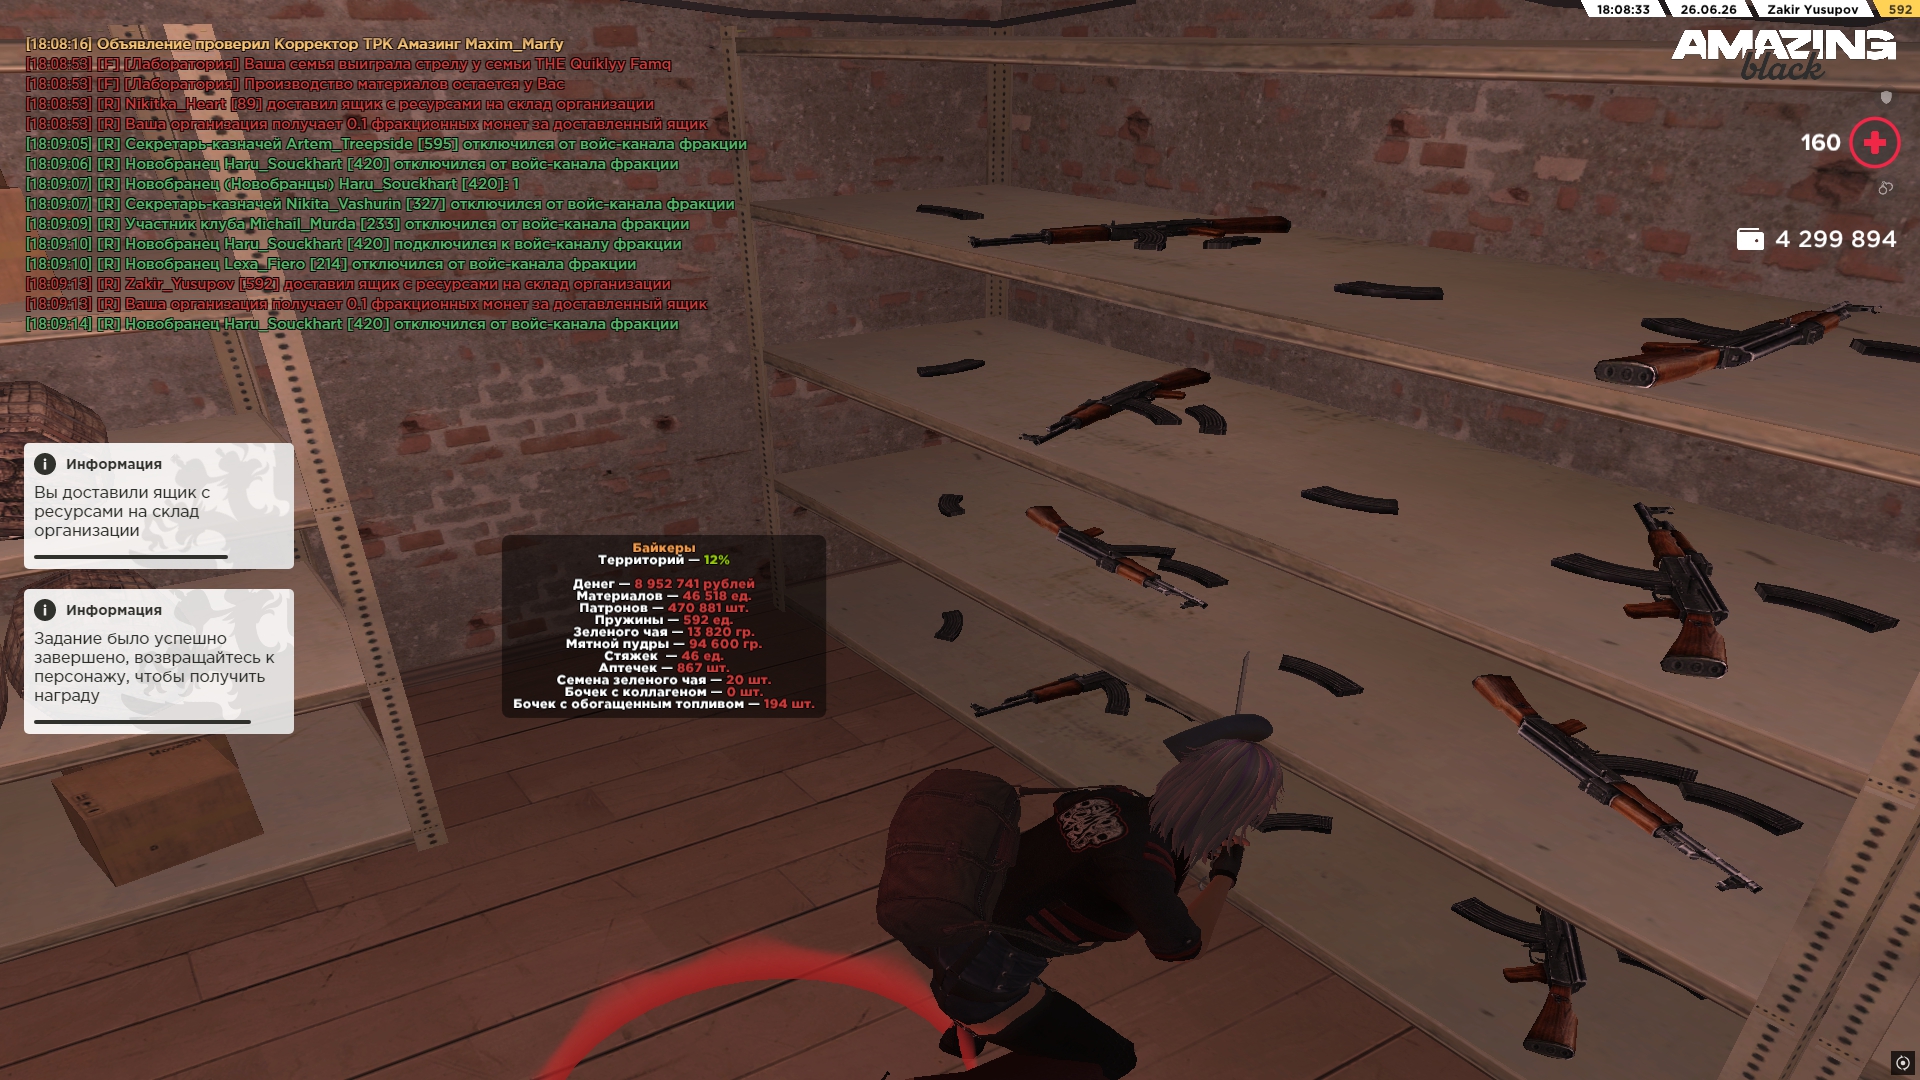 18:08:33 26.06.26 Zakir Yusupov 592
AMAZING
black
160
4 299 894
[18:08:16] Объявление проверил Корректор ТРК Амазинг Maxim_Marfy
[18:08:53] [F] [Лаборатория] Ваша семья выиграла стрелу у семьи THE Quiklyy Famq
[18:08:53] [F] [Лаборатория] Производство материалов остается у Вас
[18:08:53] [R] Nikitka_Heart [89] доставил ящик с ресурсами на склад организации
[18:08:53] [R] Ваша организация получает 0.1 фракционных монет за доставленный ящик
[18:09:05] [R] Секретарь-казначей Artem_Treepside [595] отключился от войс-канала фракции
[18:09:06] [R] Новобранец Haru_Souckhart [420] отключился от войс-канала фракции
[18:09:07] [R] Новобранец (Новобранцы) Haru_Souckhart [420]: 1
[18:09:07] [R] Секретарь-казначей Nikita_Vashurin [327] отключился от войс-канала фракции
[18:09:09] [R] Участник клуба Michail_Murda [233] отключился от войс-канала фракции
[18:09:10] [R] Новобранец Haru_Souckhart [420] подключился к войс-каналу фракции
[18:09:10] [R] Новобранец Lexa_Fiero [214] отключился от войс-канала фракции
[18:09:13] [R] Zakir_Yusupov [592] доставил ящик с ресурсами на склад организации
[18:09:13] [R] Ваша организация получает 0.1 фракционных монет за доставленный ящик
[18:09:14] [R] Новобранец Haru_Souckhart [420] отключился от войс-канала фракции
Информация
Вы доставили ящик с
ресурсами на склад
организации
Информация
Задание было успешно
завершено, возвращайтесь к
персонажу, чтобы получить
награду
Байкеры
Территорий — 12%
Денег — 8 952 741 рублей
Материалов — 46 518 ед.
Патронов — 470 881 шт.
Пружины — 592 ед.
Зеленого чая — 13 820 гр.
Мятной пудры — 94 600 гр.
Стяжек — 46 ед.
Аптечек — 867 шт.
Семена зеленого чая — 20 шт.
Бочек с коллагеном — 0 шт.
Бочек с обогащенным топливом — 194 шт.